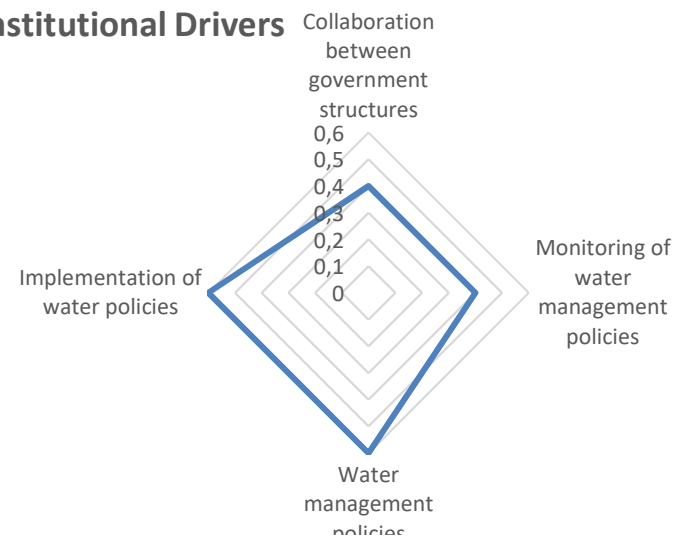 nstitutional Drivers
Collaboration
between
government
structures
0,6
0,5
0,4
0,3
0,2
0,1
0
Monitoring of
water
management
policies
Implementation of
water policies
Water
management
policies